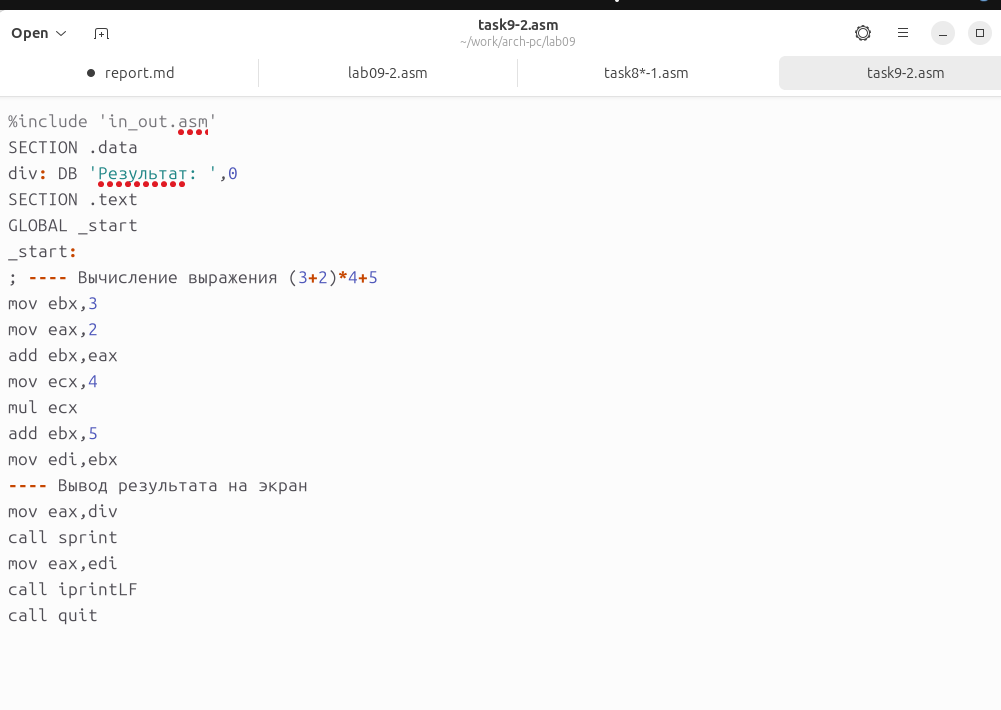 Open
task9-2.asm
~/work/arch-pc/lab09
report.md
lab09-2.asm
task8*-1.asm
task9-2.asm
%include 'in_out.asm'
SECTION .data
div: DB 'Результат: ',0
SECTION .text
GLOBAL _start
_start:
; ---- Вычисление выражения (3+2)*4+5
mov ebx,3
mov eax,2
add ebx,eax
mov ecx,4
mul ecx
add ebx,5
mov edi,ebx
---- Вывод результата на экран
mov eax,div
call sprint
mov eax,edi
call iprintLF
call quit